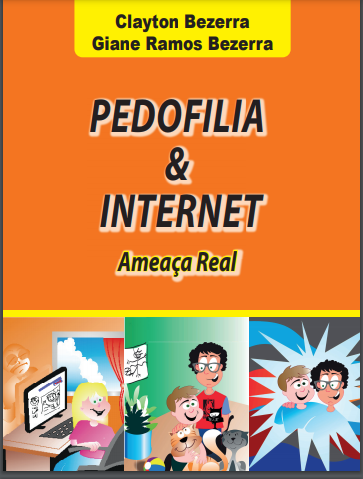 Clayton Bezerra
Giane Ramos Bezerra
PEDOFILIA
&
INTERNET
Ameaça Real